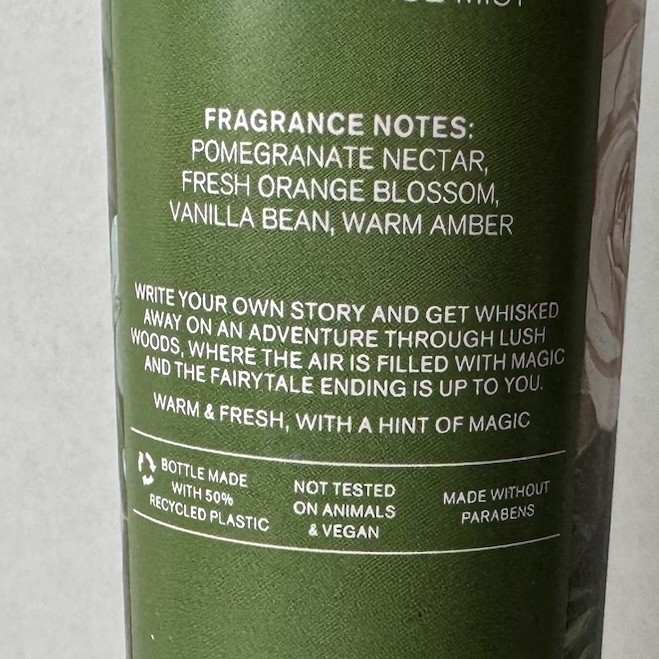 MIST
FRAGRANCE NOTES:
POMEGRANATE NECTAR,
FRESH ORANGE BLOSSOM,
VANILLA BEAN, WARM AMBER
WRITE YOUR OWN STORY AND GET WHISKED
AWAY ON AN ADVENTURE THROUGH LUSH
WOODS, WHERE THE AIR IS FILLED WITH MAGIC
AND THE FAIRYTALE ENDING IS UP TO YOU.
WARM & FRESH, WITH A HINT OF MAGIC
BOTTLE MADE
WITH 50%
RECYCLED PLASTIC
NOT TESTED
ON ANIMALS
& VEGAN
MADE WITHOUT
PARABENS